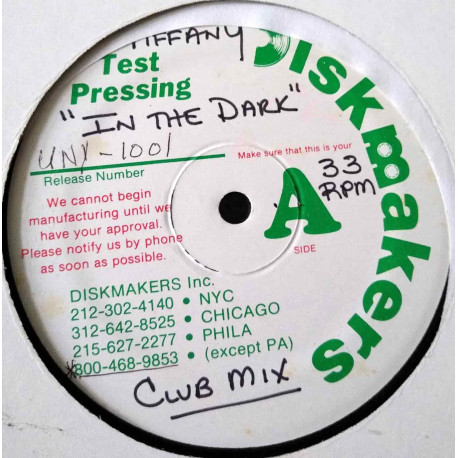 TIFFANY
Diskmakers
Test
Pressing
"IN THE DARK"
UNX-1001
Release Number
Make sure that this is your
A
SIDE
33
RPM
We cannot begin
manufacturing until we
have your approval.
Please notify us by phone
as soon as possible.
DISKMAKERS Inc.
212-302-4140 • NYC
312-642-8525 • CHICAGO
215-627-2277 • PHILA
*800-468-9853 • (except PA)
CLUB MIX